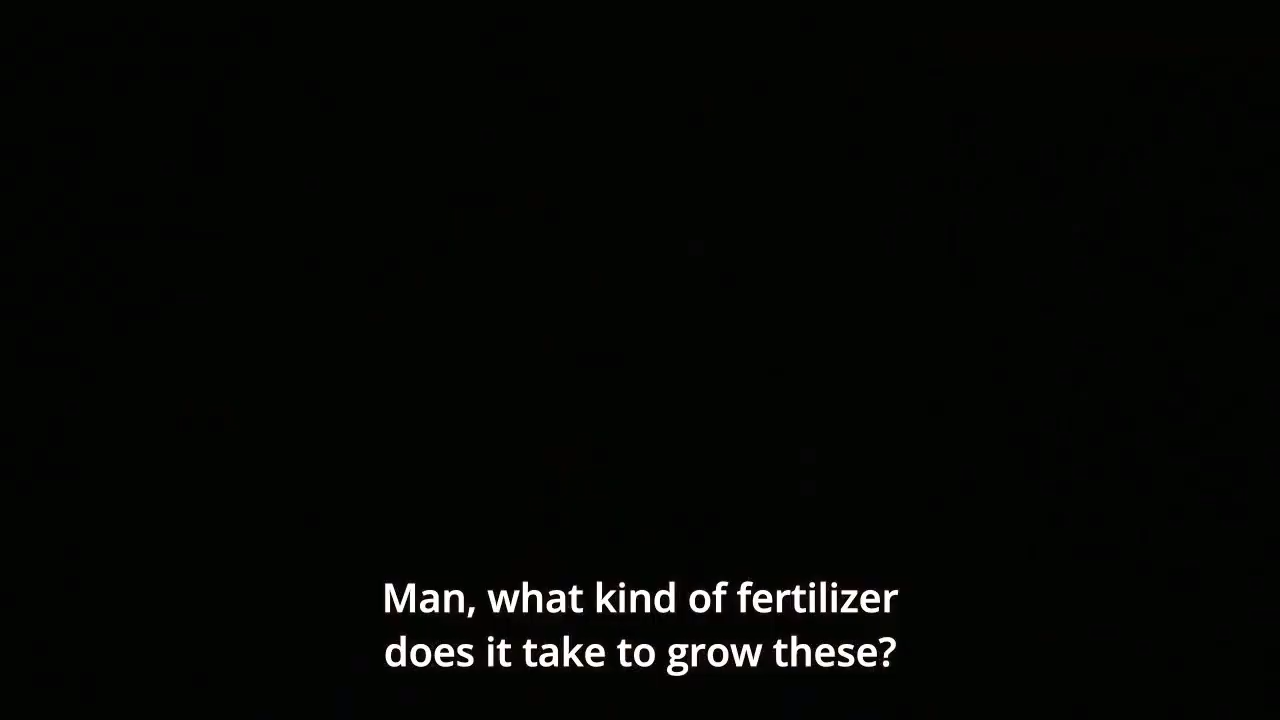 Man, what kind of fertilizer
does it take to grow these?